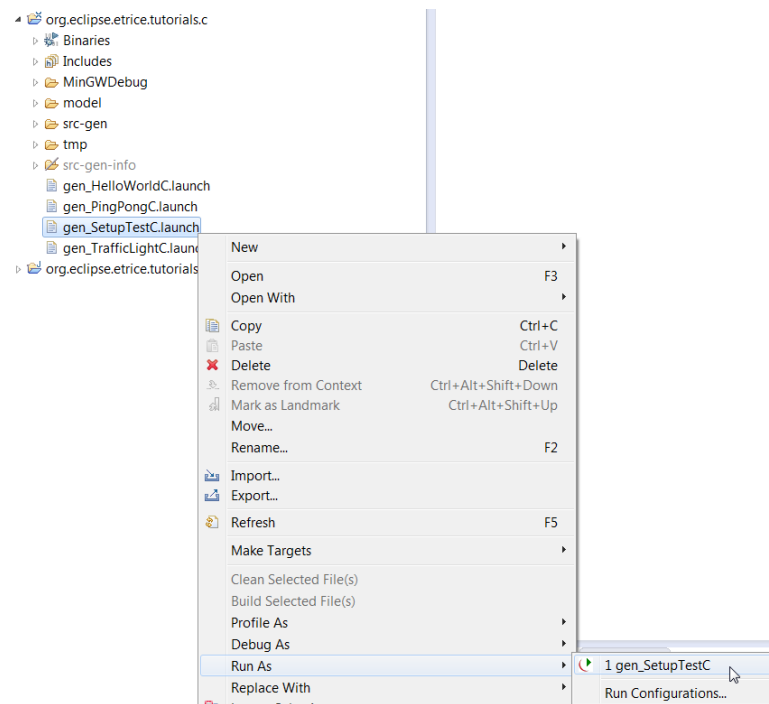 org.eclipse.etrice.tutorials.c
Binaries
Includes
MinGWDebug
model
src-gen
tmp
src-gen-info
gen_HelloWorldC.launch
gen_PingPongC.launch
gen_SetupTestC.launch
gen_TrafficLightC.launc
org.eclipse.etrice.tutorials
New
Open F3
Open With
Copy Ctrl+C
Paste Ctrl+V
Delete Delete
Remove from Context Ctrl+Alt+Shift+Down
Mark as Landmark Ctrl+Alt+Shift+Up
Move...
Rename... F2
Import...
Export...
Refresh F5
Make Targets
Clean Selected File(s)
Build Selected File(s)
Profile As
Debug As
Run As
1 gen_SetupTestC
Replace With
Run Configurations...